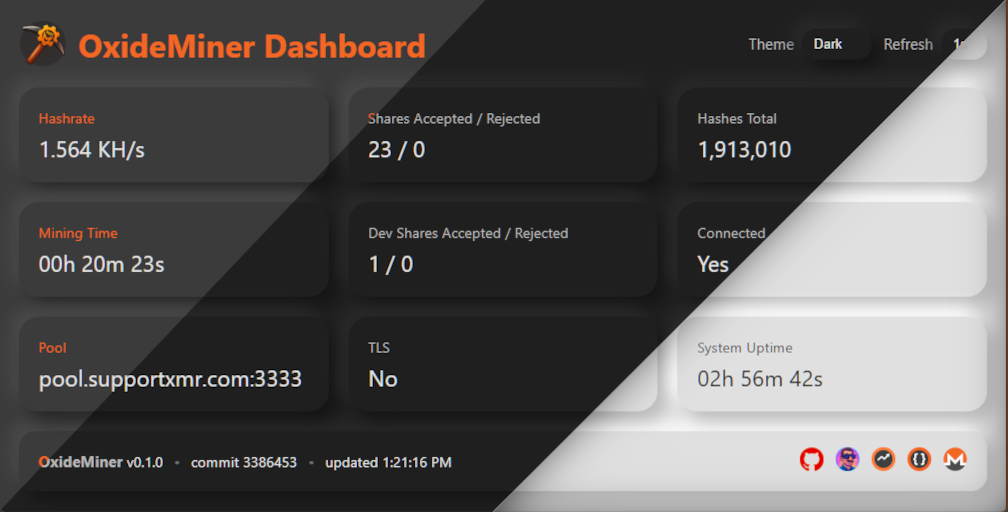 OxideMiner Dashboard
Theme Dark Refresh
Hashrate
1.564 KH/s
Shares Accepted / Rejected
23 / 0
Hashes Total
1,913,010
Mining Time
00h 20m 23s
Dev Shares Accepted / Rejected
1 / 0
Connected
Yes
Pool
pool.supportxmr.com:3333
TLS
No
System Uptime
02h 56m 42s
OxideMiner v0.1.0 • commit 3386453 • updated 1:21:16 PM